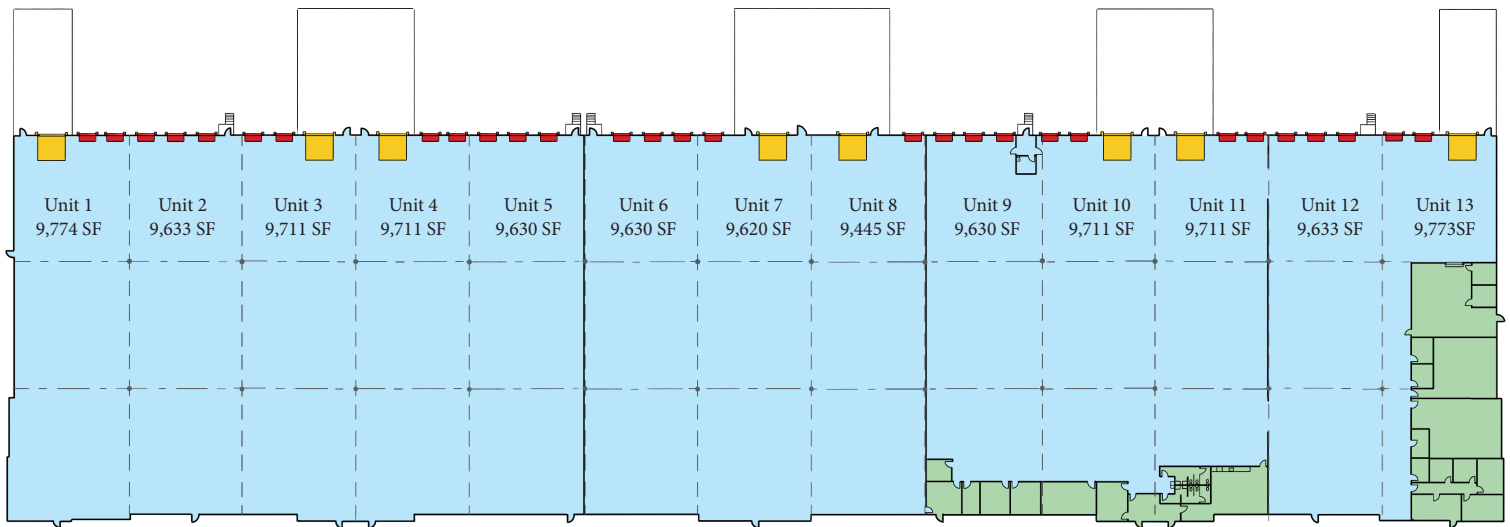 Unit 1
9,774 SF
Unit 2
9,633 SF
Unit 3
9,711 SF
Unit 4
9,711 SF
Unit 5
9,630 SF
Unit 6
9,630 SF
Unit 7
9,620 SF
Unit 8
9,445 SF
Unit 9
9,630 SF
Unit 10
9,711 SF
Unit 11
9,711 SF
Unit 12
9,633 SF
Unit 13
9,773SF